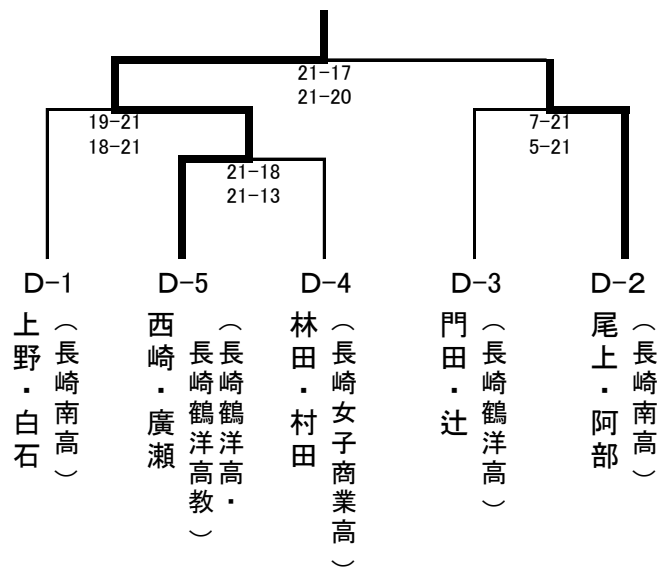 21-17
21-20
19-21
18-21
7-21
5-21
21-18
21-13
D-1
D-5
D-4
D-3
D-2
上野・白石
（長崎南高）
西崎・廣瀬
（長崎鶴洋高・
長崎鶴洋高教）
林田・村田
（長崎女子商業高）
門田・辻
（長崎鶴洋高）
尾上・阿部
（長崎南高）